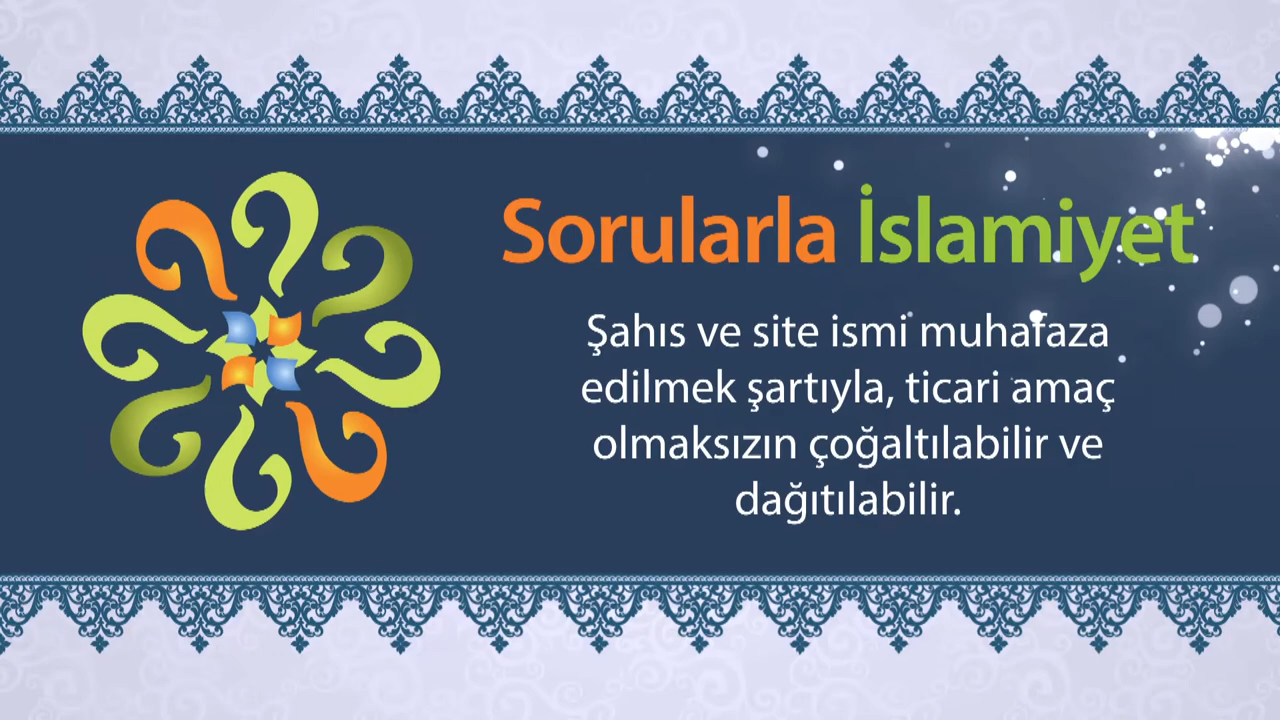 Sorularla İslamiyet
Şahıs ve site ismi muhafaza
edilmek şartıyla, ticari amaç
olmaksızın çoğaltılabilir ve
dağıtılabilir.